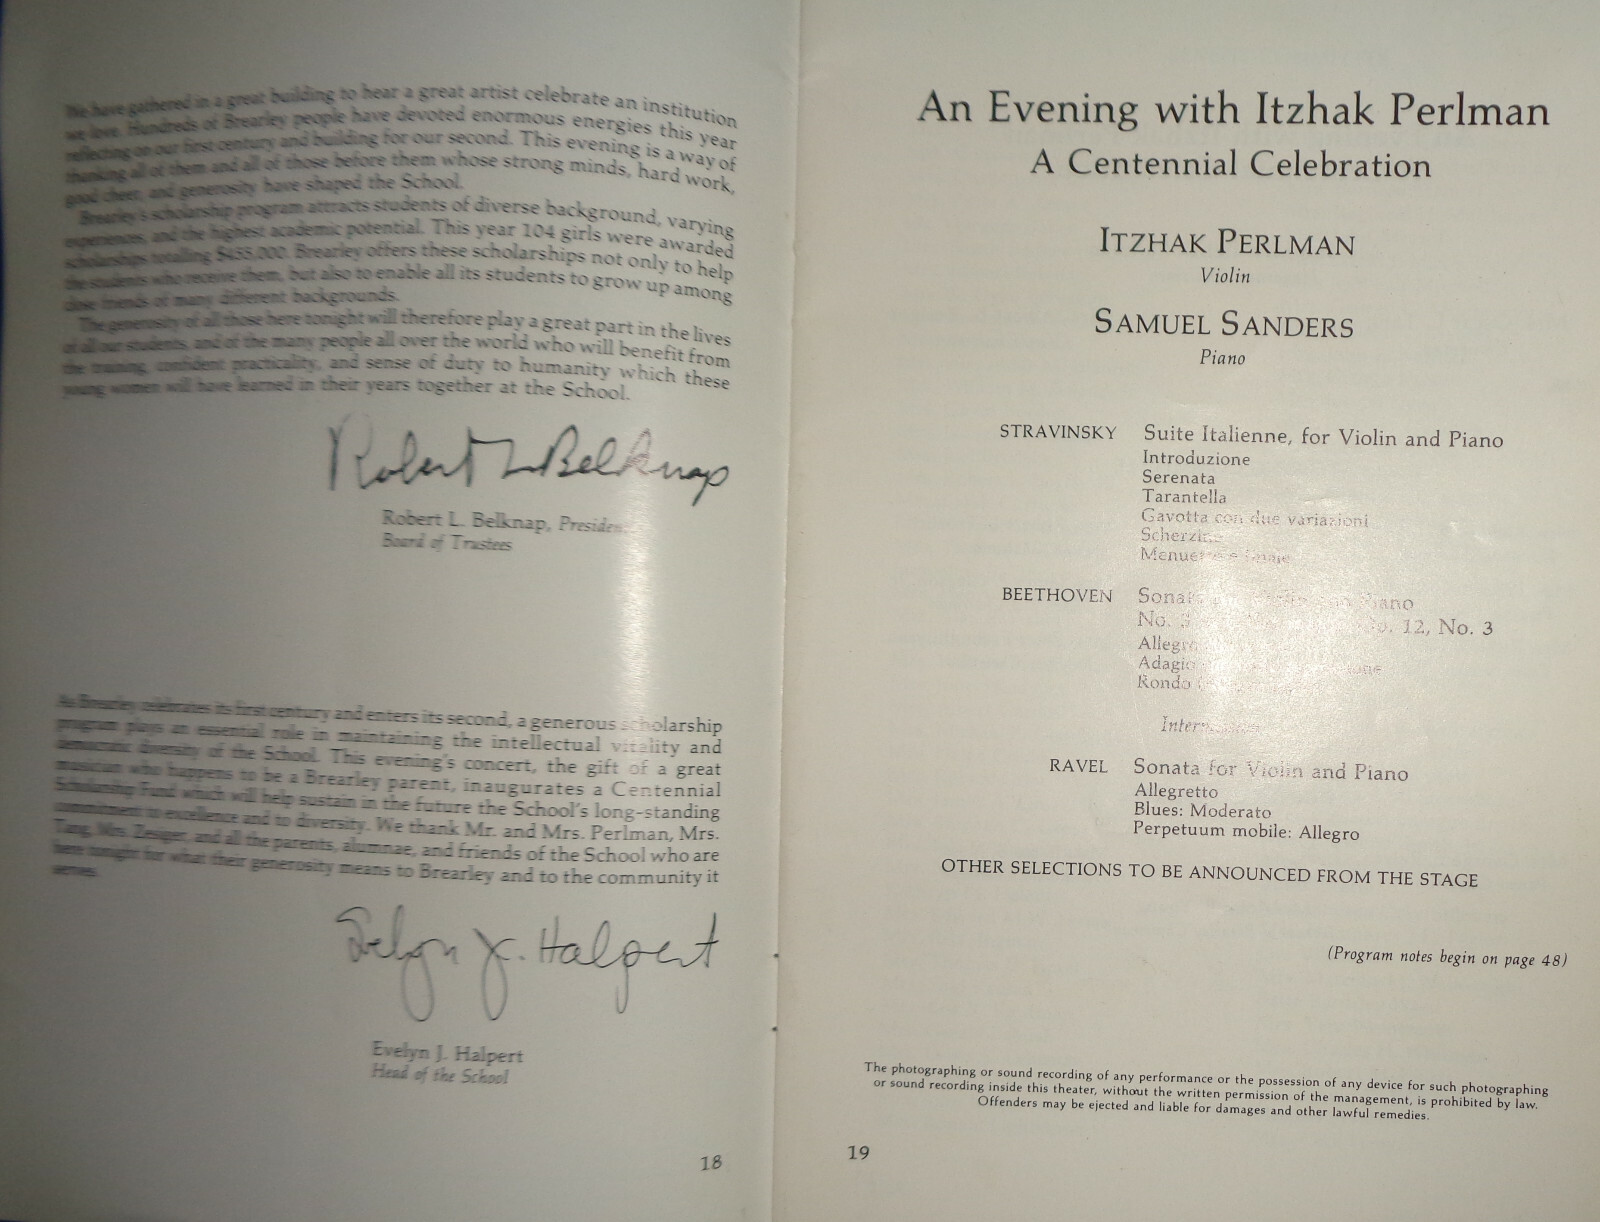 We have gathered in a great building to hear a great artist celebrate an institution
we love. Hundreds of Brearley people have devoted enormous energies this year
reflecting on our first century and building for our second. This evening is a way of
thanking all of them and all of those before them whose strong minds, hard work,
good cheer, and generosity have shaped the School.
Brearley's scholarship program attracts students of diverse background, varying
experiences, and the highest academic potential. This year 104 girls were awarded
scholarships totalling $455,000. Brearley offers these scholarships not only to help
the students who receive them, but also to enable all its students to grow up among
close friends of many different backgrounds.
The generosity of all those here tonight will therefore play a great part in the lives
of all our students, and of the many people all over the world who will benefit from
the training, confident practicality, and sense of duty to humanity which these
young women will have learned in their years together at the School.
Robert L Belknap
Robert L. Belknap, President
Board of Trustees
As Brearley celebrates its first century and enters its second, a generous scholarship
program plays an essential role in maintaining the intellectual vitality and
democratic diversity of the School. This evening's concert, the gift of a great
musician who happens to be a Brearley parent, inaugurates a Centennial
Scholarship Fund which will help sustain in the future the School's long-standing
commitment to excellence and to diversity. We thank Mr. and Mrs. Perlman, Mrs.
Tang, Mrs. Zesiger, and all the parents, alumnae, and friends of the School who are
here tonight for what their generosity means to Brearley and to the community it
serves.
Evelyn J. Halpert
Evelyn J. Halpert
Head of the School
18
An Evening with Itzhak Perlman
A Centennial Celebration
ITZHAK PERLMAN
Violin
SAMUEL SANDERS
Piano
STRAVINSKY Suite Italienne, for Violin and Piano
Introduzione
Serenata
Tarantella
Gavotta con due variazioni
Scherzino
Menuetto e finale
BEETHOVEN Sonata Piano
No. 3 12, No. 3
Allegro
Adagio
Rondo
Intermission
RAVEL Sonata for Violin and Piano
Allegretto
Blues: Moderato
Perpetuum mobile: Allegro
OTHER SELECTIONS TO BE ANNOUNCED FROM THE STAGE
(Program notes begin on page 48)
The photographing or sound recording of any performance or the possession of any device for such photographing
or sound recording inside this theater, without the written permission of the management, is prohibited by law.
Offenders may be ejected and liable for damages and other lawful remedies.
19